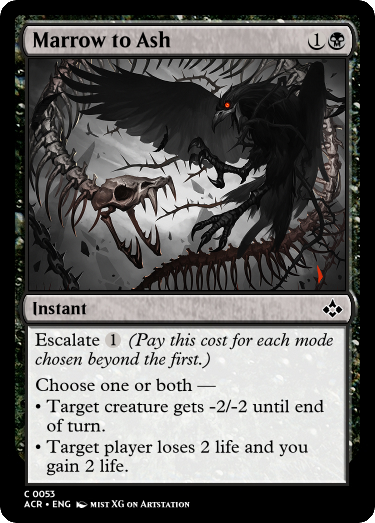 Marrow to Ash 1
Instant
Escalate 1 (Pay this cost for each mode
chosen beyond the first.)
Choose one or both —
• Target creature gets -2/-2 until end
of turn.
• Target player loses 2 life and you
gain 2 life.
C 0053
ACR • ENG MIST XG ON ARTSTATION